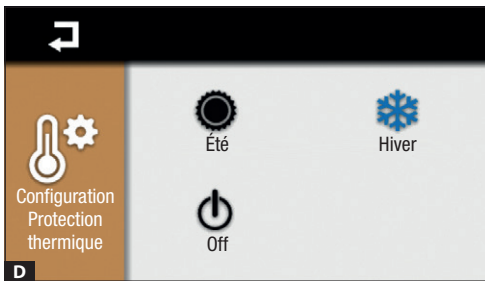 Été
Hiver
Configuration
Protection
thermique
Off
D